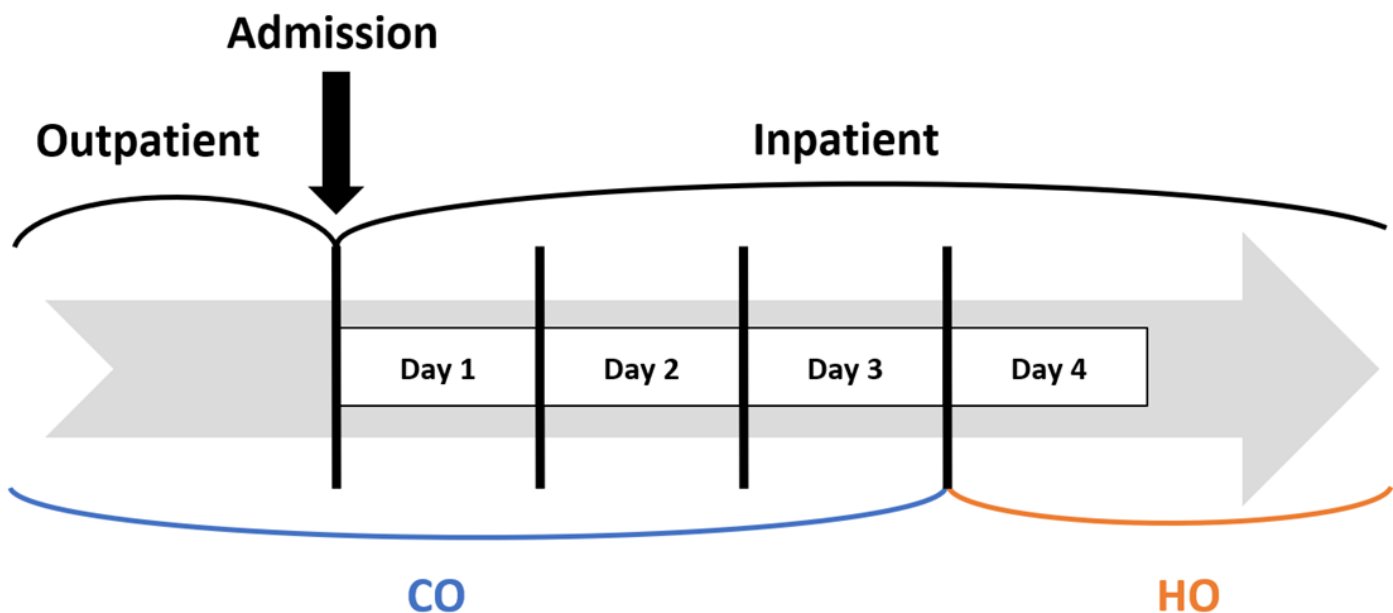 Admission
Outpatient
Inpatient
Day 1
Day 2
Day 3
Day 4
CO
HO